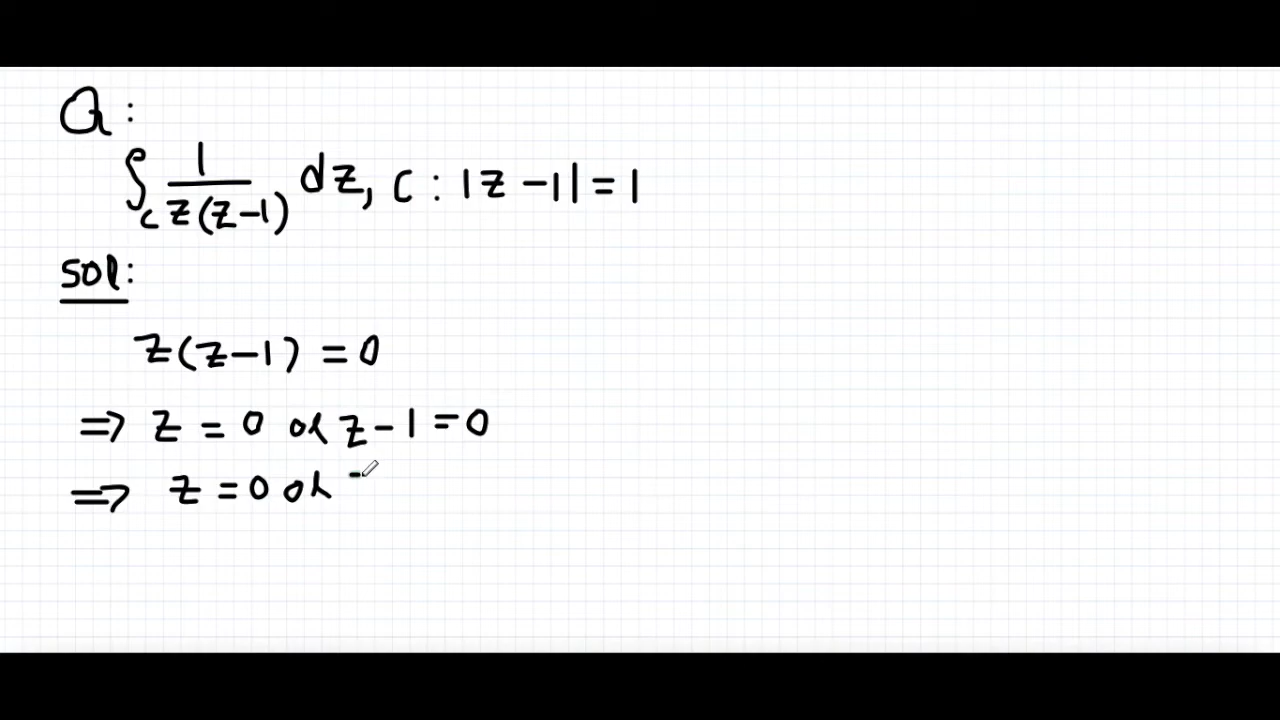 Q:
∮_C 1/(z(z-1)) dz, C: |z-1|=1
Sol:
z(z-1) = 0
⇒ z = 0 or z-1=0
⇒ z = 0 or